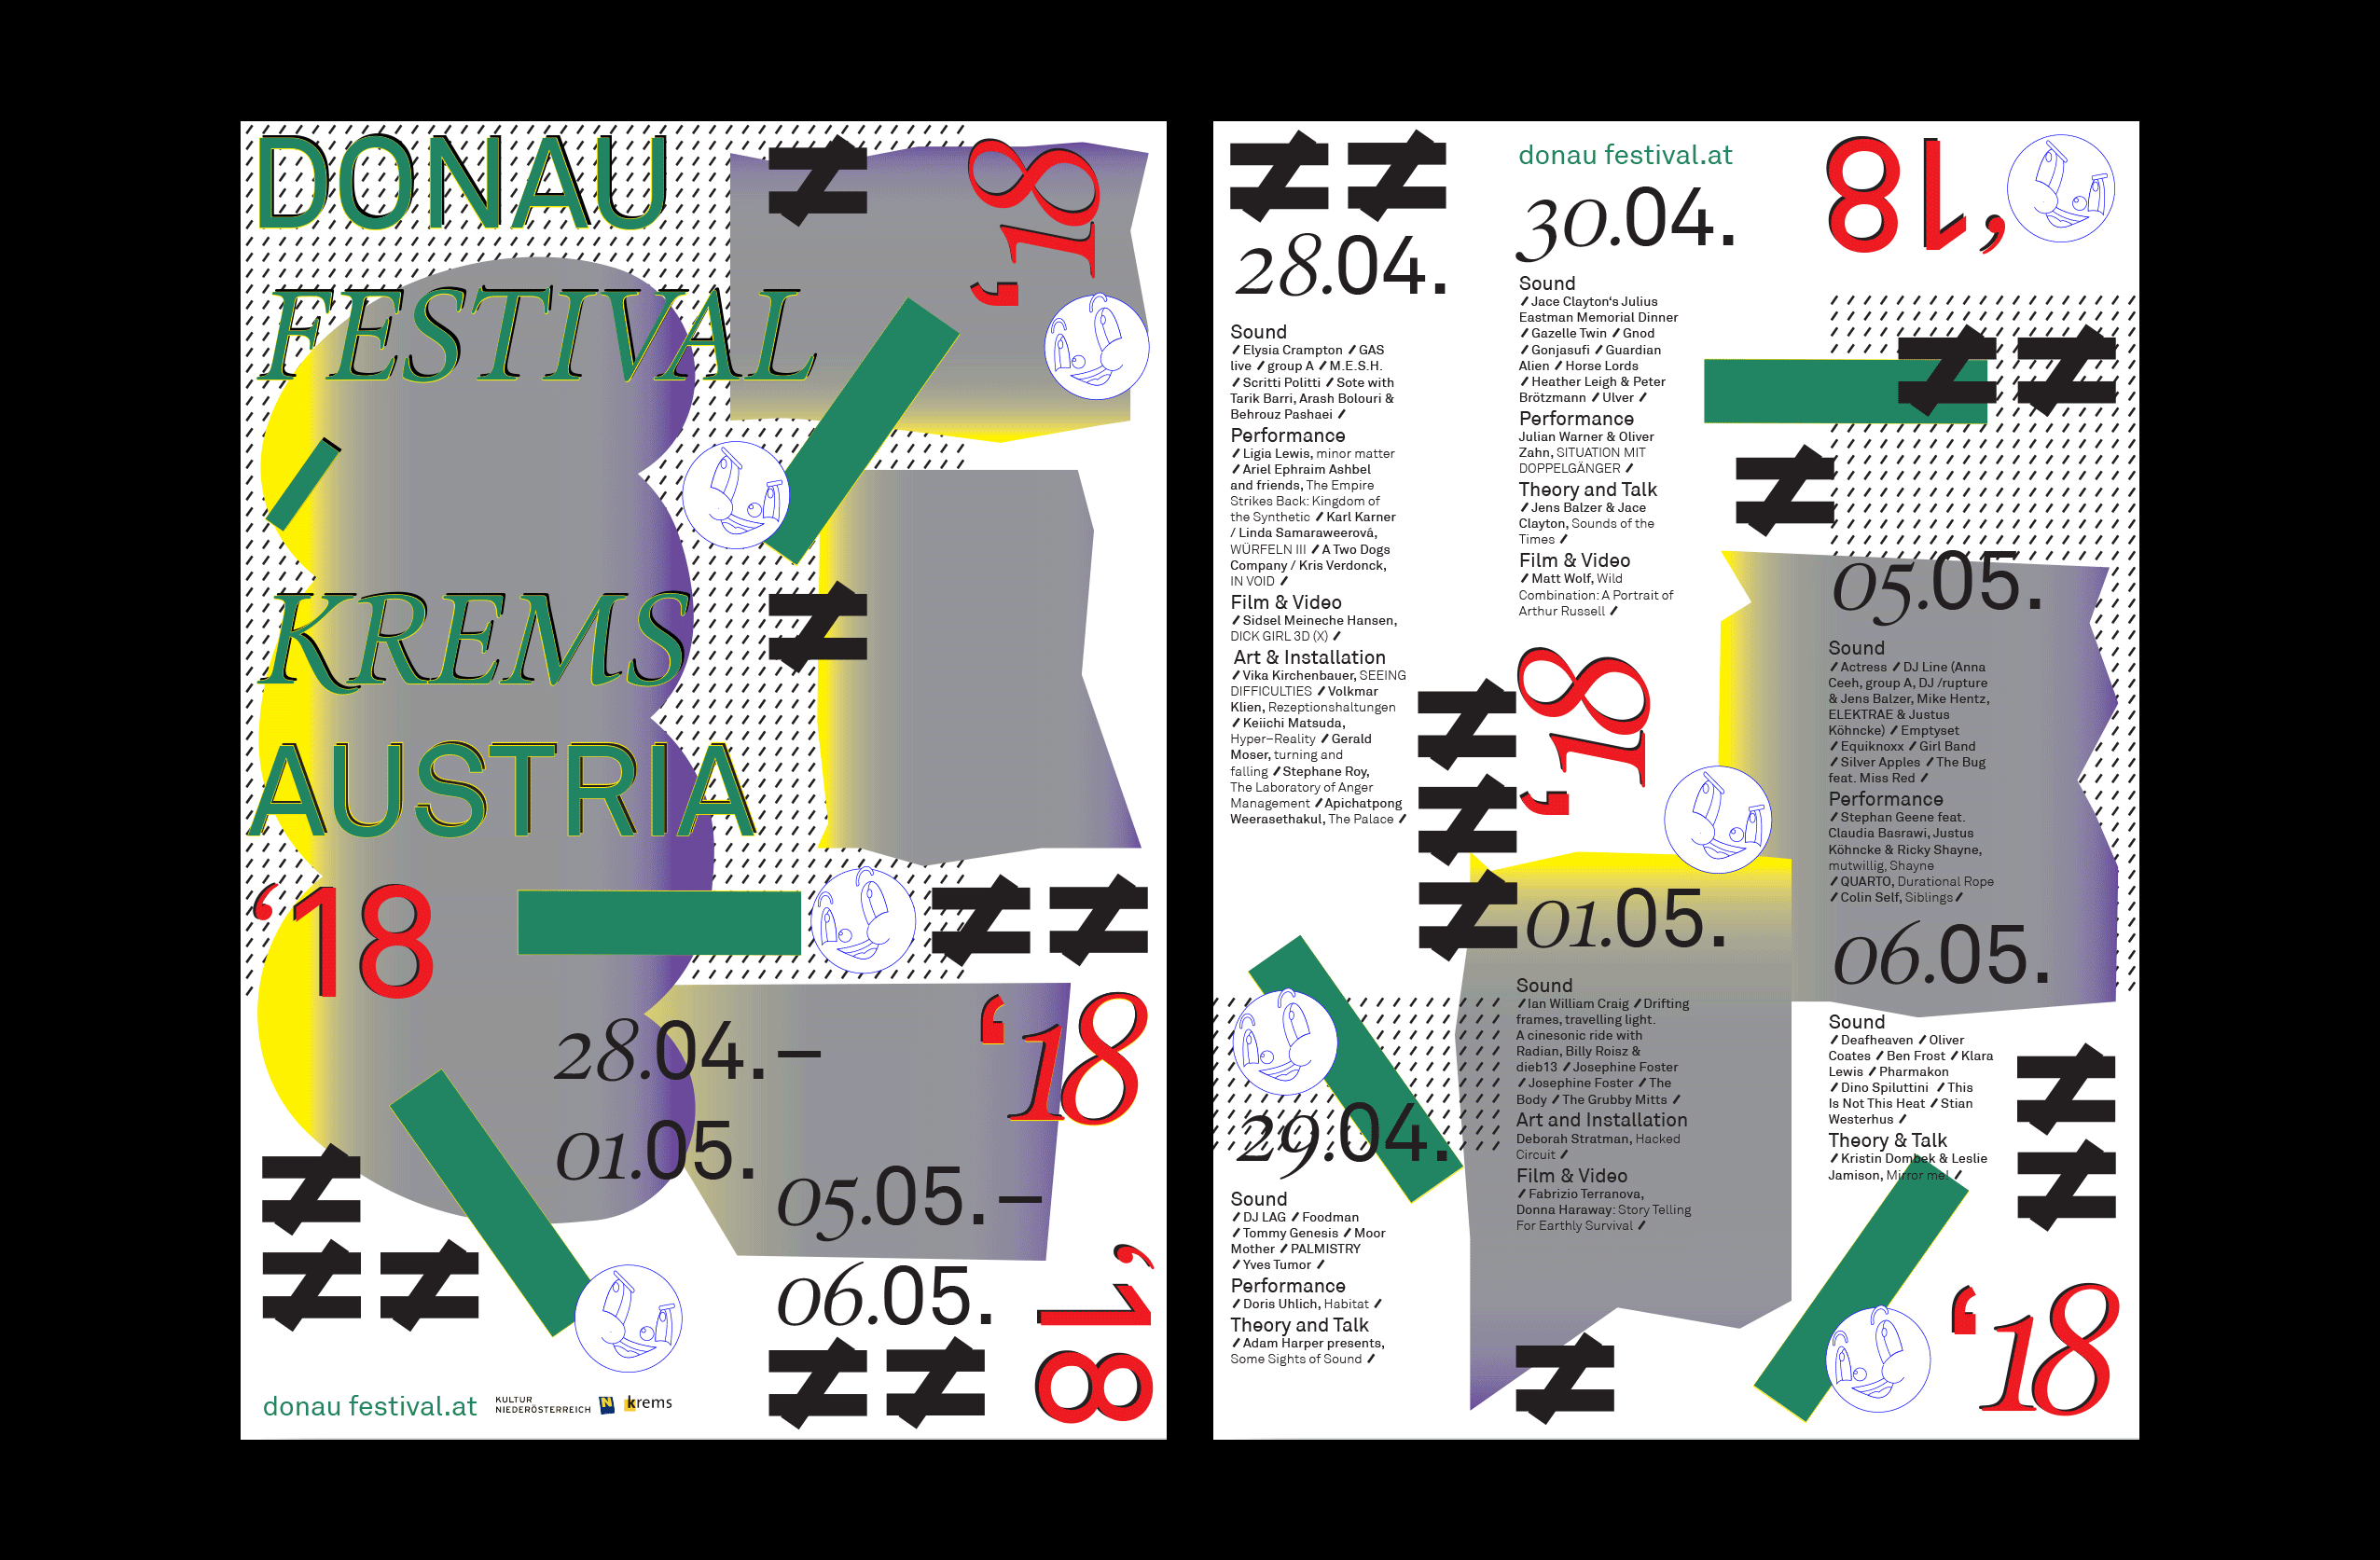 DONAU
FESTIVAL
KREMS
AUSTRIA
‘18
‘18
28.04.–
01.05.
05.05.–
06.05.
‘18
‘18
≠
≠
≠ ≠
≠
≠ ≠
≠ ≠
donau festival.at
KULTUR
NIEDERÖSTERREICH
N
krems
≠ ≠
28.04.
Sound
/ Elysia Crampton / GAS
live / group A / M.E.S.H.
/ Scritti Politti / Sote with
Tarik Barri, Arash Bolouri &
Behrouz Pashaei /
Performance
/ Ligia Lewis, minor matter
/ Ariel Ephraim Ashbel
and friends, The Empire
Strikes Back: Kingdom of
the Synthetic / Karl Karner
/ Linda Samaraweerová,
WÜRFELN III / A Two Dogs
Company / Kris Verdonck,
IN VOID /
Film & Video
/ Sidsel Meineche Hansen,
DICK GIRL 3D (X) /
Art & Installation
/ Vika Kirchenbauer, SEEING
DIFFICULTIES / Volkmar
Klien, Rezeptionshaltungen
/ Keiichi Matsuda,
Hyper–Reality / Gerald
Moser, turning and
falling / Stephane Roy,
The Laboratory of Anger
Management / Apichatpong
Weerasethakul, The Palace /
29.04.
Sound
/ DJ LAG / Foodman
/ Tommy Genesis / Moor
Mother / PALMISTRY
/ Yves Tumor /
Performance
/ Doris Uhlich, Habitat /
Theory and Talk
/ Adam Harper presents,
Some Sights of Sound /
donau festival.at
30.04.
Sound
/ Jace Clayton‘s Julius
Eastman Memorial Dinner
/ Gazelle Twin / Gnod
/ Gonjasufi / Guardian
Alien / Horse Lords
/ Heather Leigh & Peter
Brötzmann / Ulver /
Performance
Julian Warner & Oliver
Zahn, SITUATION MIT
DOPPELGÄNGER /
Theory and Talk
/ Jens Balzer & Jace
Clayton, Sounds of the
Times /
Film & Video
/ Matt Wolf, Wild
Combination: A Portrait of
Arthur Russell /
‘18
≠
≠
≠
01.05.
Sound
/ Ian William Craig / Drifting
frames, travelling light.
A cinesonic ride with
Radian, Billy Roisz &
dieb13 / Josephine Foster
/ Josephine Foster / The
Body / The Grubby Mitts /
Art and Installation
Deborah Stratman, Hacked
Circuit /
Film & Video
/ Fabrizio Terranova,
Donna Haraway: Story Telling
For Earthly Survival /
≠
‘18
≠ ≠
≠
05.05.
Sound
/ Actress / DJ Line (Anna
Ceeh, group A, DJ /rupture
& Jens Balzer, Mike Hentz,
ELEKTRAE & Justus
Köhncke) / Emptyset
/ Equiknoxx / Girl Band
/ Silver Apples / The Bug
feat. Miss Red /
Performance
/ Stephan Geene feat.
Claudia Basrawi, Justus
Köhncke & Ricky Shayne,
mutwillig, Shayne
/ QUARTO, Durational Rope
/ Colin Self, Siblings /
06.05.
Sound
/ Deafheaven / Oliver
Coates / Ben Frost / Klara
Lewis / Pharmakon
/ Dino Spiluttini / This
Is Not This Heat / Stian
Westerhus /
Theory & Talk
/ Kristin Dombek & Leslie
Jamison, Mirror me! /
≠
≠
‘18